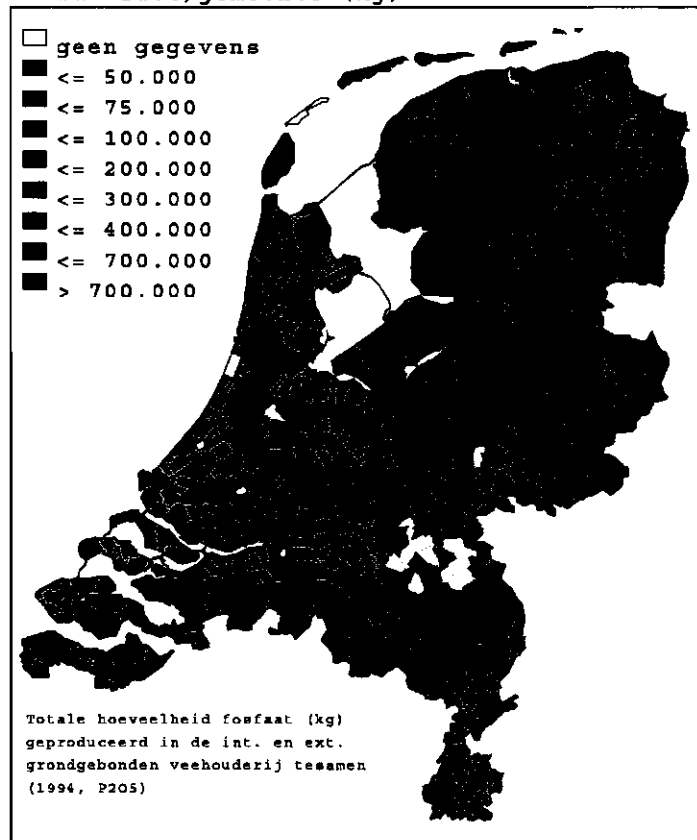 geen gegevens
<= 50.000
<= 75.000
<= 100.000
<= 200.000
<= 300.000
<= 400.000
<= 700.000
> 700.000
Totale hoeveelheid fosfaat (kg)
geproduceerd in de int. en ext.
grondgebonden veehouderij tesamen
(1994, P2O5)